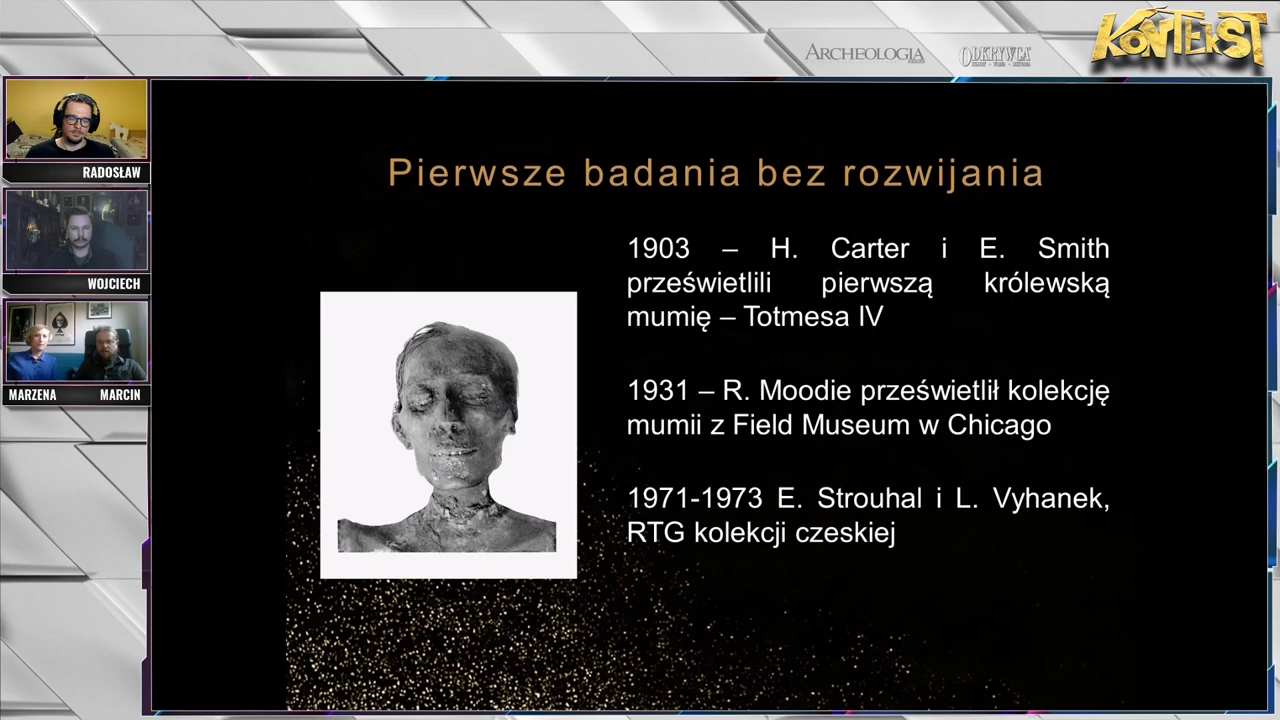 KONTEKST
ARCHEOLOGIA
ODKRYWCA
RADOSŁAW
WOJCIECH
MARZENA MARCIN
Pierwsze badania bez rozwijania
1903 – H. Carter i E. Smith
prześwietlili pierwszą królewską
mumię – Totmesa IV
1931 – R. Moodie prześwietlił kolekcję
mumii z Field Museum w Chicago
1971-1973 E. Strouhal i L. Vyhanek,
RTG kolekcji czeskiej